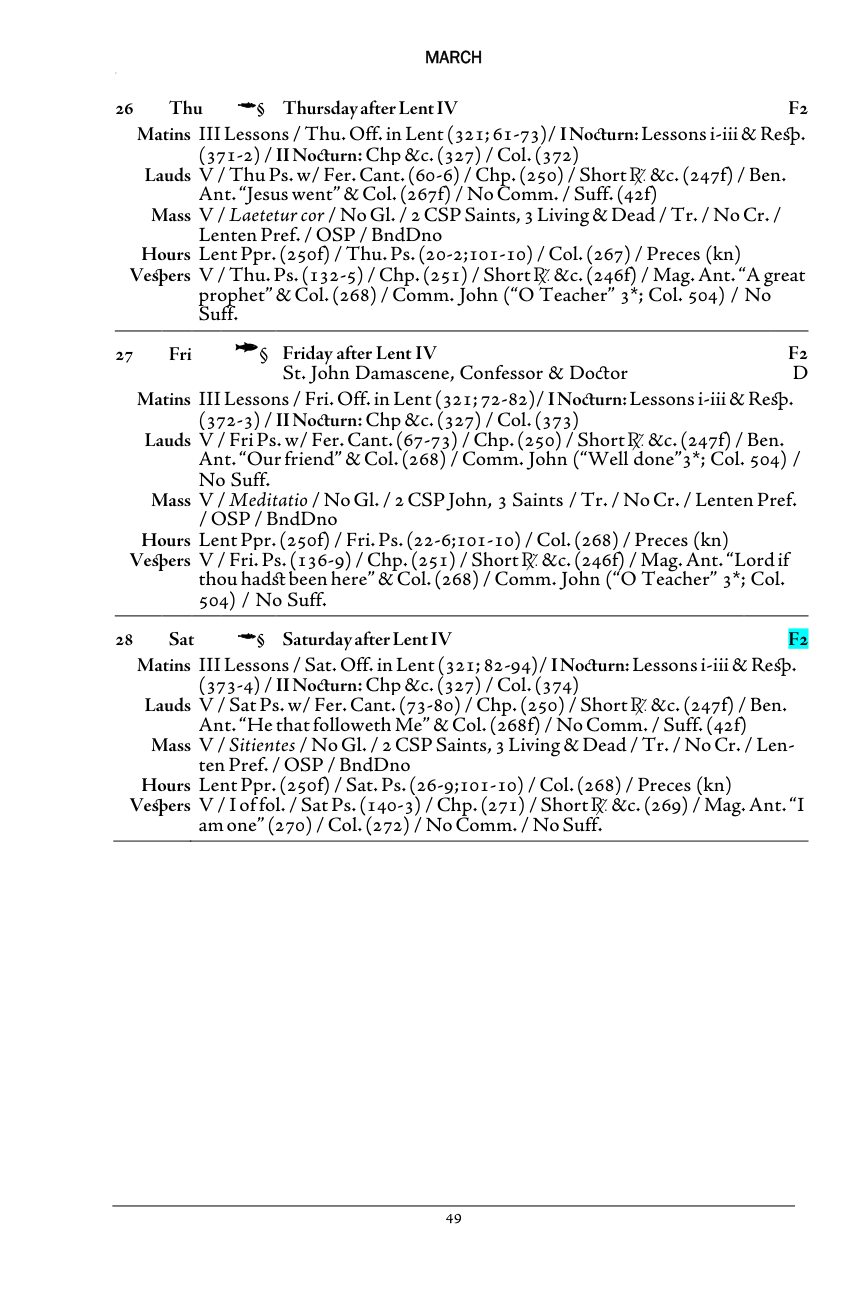 MARCH
26 Thu § Thursday after Lent IV F2
Matins III Lessons / Thu. Off. in Lent (321; 61-73)/ I Nocturn: Lessons i-iii & Resp.
(371-2) / II Nocturn: Chp &c. (327) / Col. (372)
Lauds V / Thu Ps. w/ Fer. Cant. (60-6) / Chp. (250) / Short ℟. &c. (247f) / Ben.
Ant. “Jesus went” & Col. (267f) / No Comm. / Suff. (42f)
Mass V / Laetetur cor / No Gl. / 2 CSP Saints, 3 Living & Dead / Tr. / No Cr. /
Lenten Pref. / OSP / BndDno
Hours Lent Ppr. (250f) / Thu. Ps. (20-2;101-10) / Col. (267) / Preces (kn)
Vespers V / Thu. Ps. (132-5) / Chp. (251) / Short ℟. &c. (246f) / Mag. Ant. “A great
prophet” & Col. (268) / Comm. John (“O Teacher” 3*; Col. 504) / No
Suff.
27 Fri § Friday after Lent IV F2
St. John Damascene, Confessor & Doctor D
Matins III Lessons / Fri. Off. in Lent (321; 72-82)/ I Nocturn: Lessons i-iii & Resp.
(372-3) / II Nocturn: Chp &c. (327) / Col. (373)
Lauds V / Fri Ps. w/ Fer. Cant. (67-73) / Chp. (250) / Short ℟. &c. (247f) / Ben.
Ant. “Our friend” & Col. (268) / Comm. John (“Well done”3*; Col. 504) /
No Suff.
Mass V / Meditatio / No Gl. / 2 CSP John, 3 Saints / Tr. / No Cr. / Lenten Pref.
/ OSP / BndDno
Hours Lent Ppr. (250f) / Fri. Ps. (22-6;101-10) / Col. (268) / Preces (kn)
Vespers V / Fri. Ps. (136-9) / Chp. (251) / Short ℟. &c. (246f) / Mag. Ant. “Lord if
thou hadst been here” & Col. (268) / Comm. John (“O Teacher” 3*; Col.
504) / No Suff.
28 Sat § Saturday after Lent IV F2
Matins III Lessons / Sat. Off. in Lent (321; 82-94)/ I Nocturn: Lessons i-iii & Resp.
(373-4) / II Nocturn: Chp &c. (327) / Col. (374)
Lauds V / Sat Ps. w/ Fer. Cant. (73-80) / Chp. (250) / Short ℟. &c. (247f) / Ben.
Ant. “He that followeth Me” & Col. (268f) / No Comm. / Suff. (42f)
Mass V / Sitientes / No Gl. / 2 CSP Saints, 3 Living & Dead / Tr. / No Cr. / Len-
ten Pref. / OSP / BndDno
Hours Lent Ppr. (250f) / Sat. Ps. (26-9;101-10) / Col. (268) / Preces (kn)
Vespers V / I of fol. / Sat Ps. (140-3) / Chp. (271) / Short ℟. &c. (269) / Mag. Ant. “I
am one” (270) / Col. (272) / No Comm. / No Suff.
49